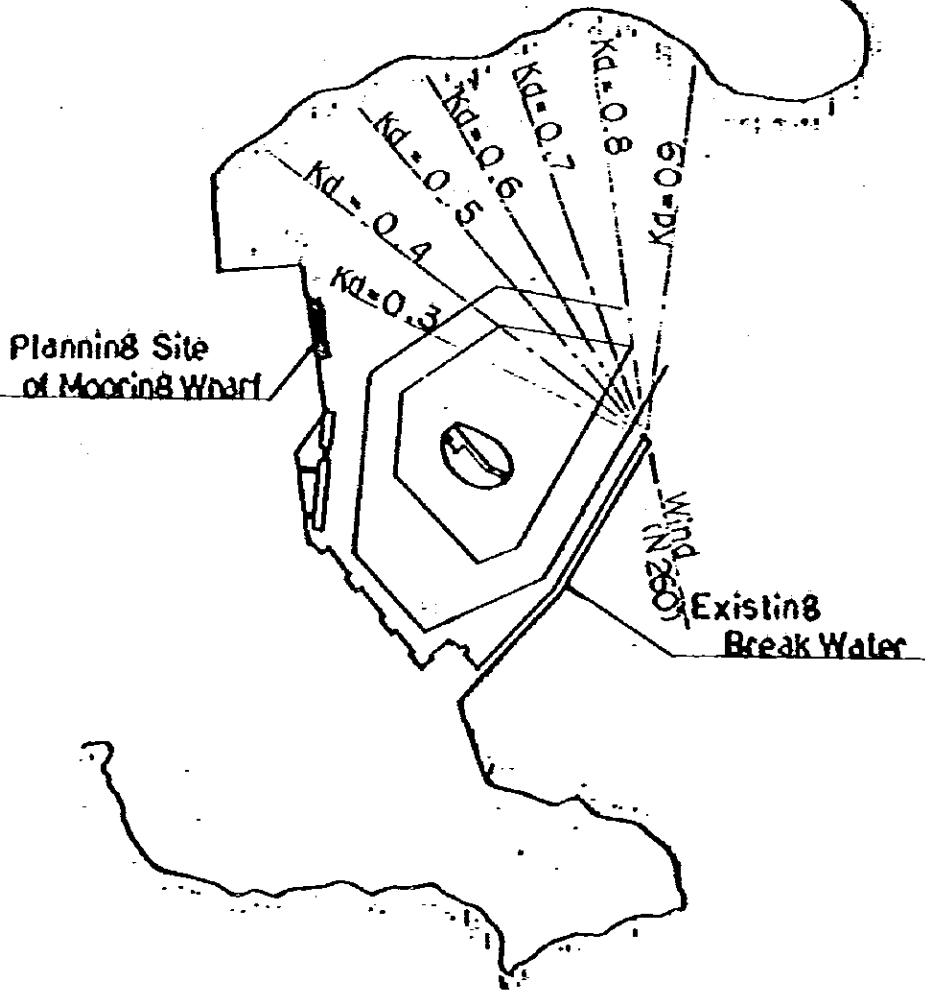 Kd=0.3
Kd=0.4
Kd=0.5
Kd=0.6
Kd=0.7
Kd=0.8
Kd=0.9
Planning Site
of Mooring Wharf
Wind
(N260)
Existing
Break Water